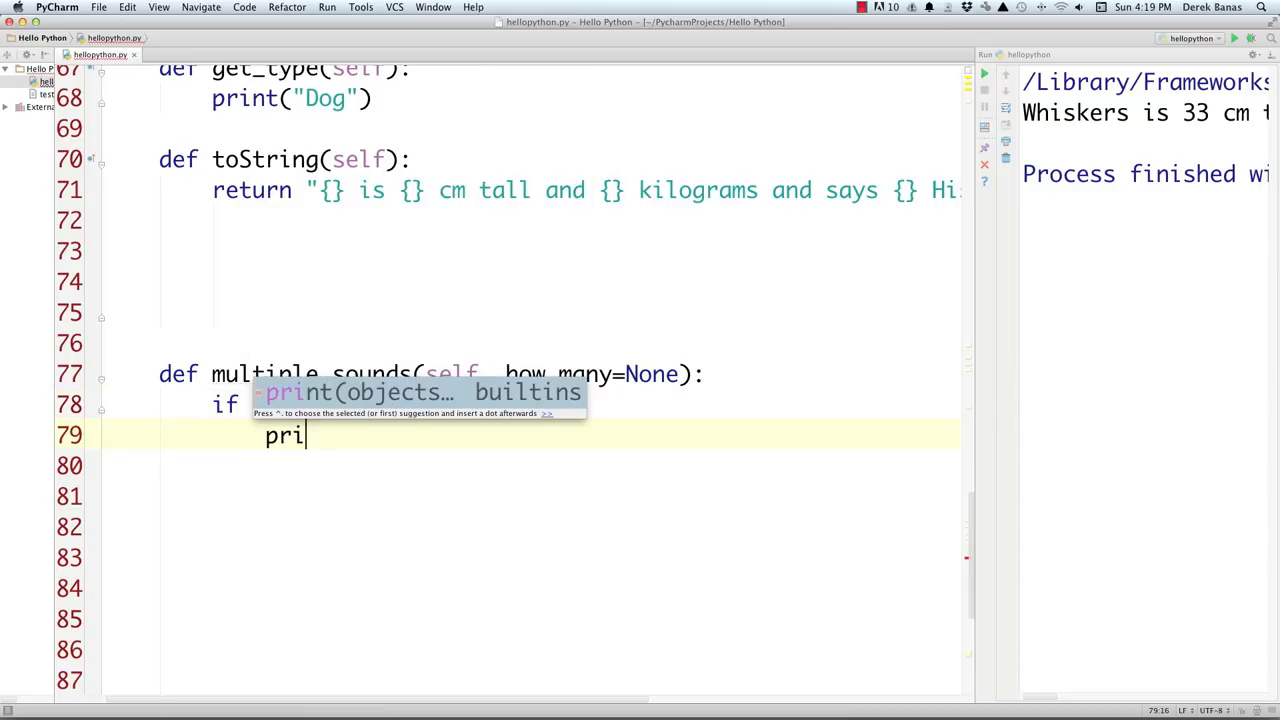 PyCharm File Edit View Navigate Code Refactor Run Tools VCS Window Help 10 Sun 4:19 PM Derek Banas
hellopython.py - Hello Python - [~/PycharmProjects/Hello Python]
Hello Python hellopython.py hellopython
hellopython.py Run hellopython
Hello P
hell
test
Externa
67 def get_type(self):
68 print("Dog")
69
70 def toString(self):
71 return "{} is {} cm tall and {} kilograms and says {} Hi
72
73
74
75
76
77 def multiple_sounds(self, how_many=None):
print(objects… builtins
78 if
Press ^. to choose the selected (or first) suggestion and insert a dot afterwards >>
79 pri
80
81
82
83
84
85
86
87
/Library/Frameworks
Whiskers is 33 cm t
Process finished wi
79:16 LF UTF-8